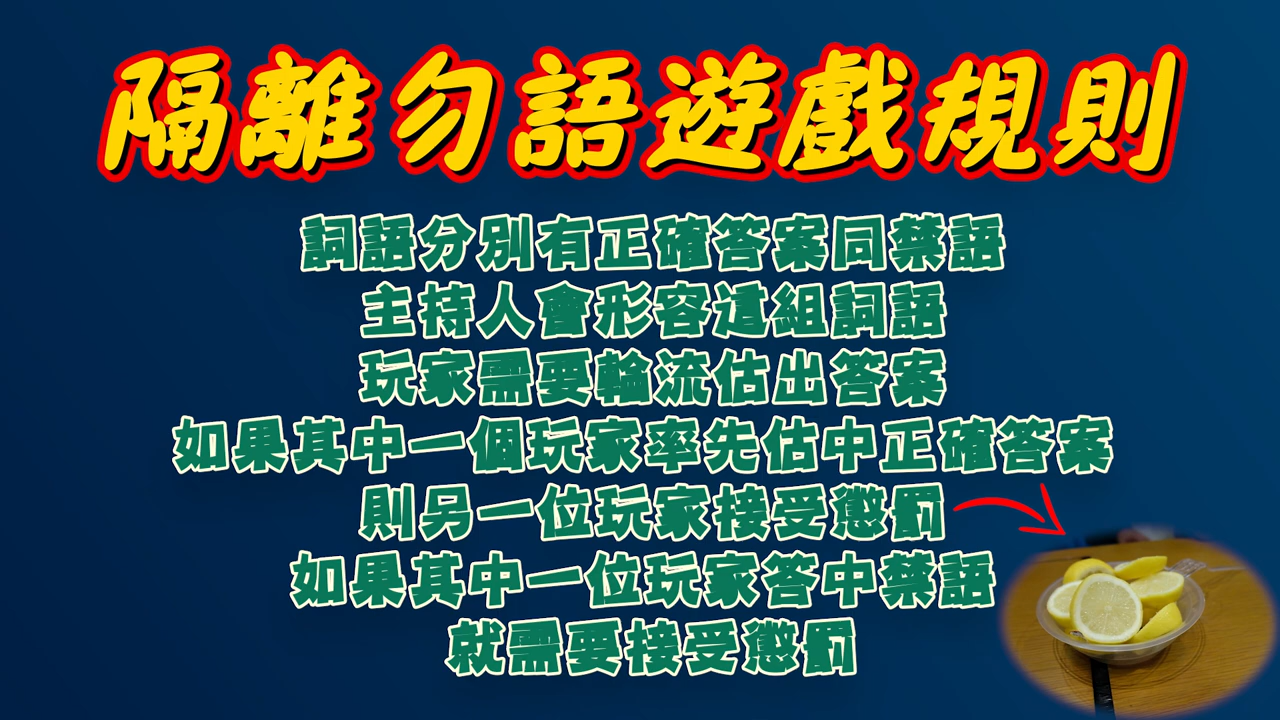 隔離勿語遊戲規則
詞語分別有正確答案同禁語
主持人會形容這組詞語
玩家需要輪流估出答案
如果其中一個玩家率先估中正確答案
則另一位玩家接受懲罰
如果其中一位玩家答中禁語
就需要接受懲罰